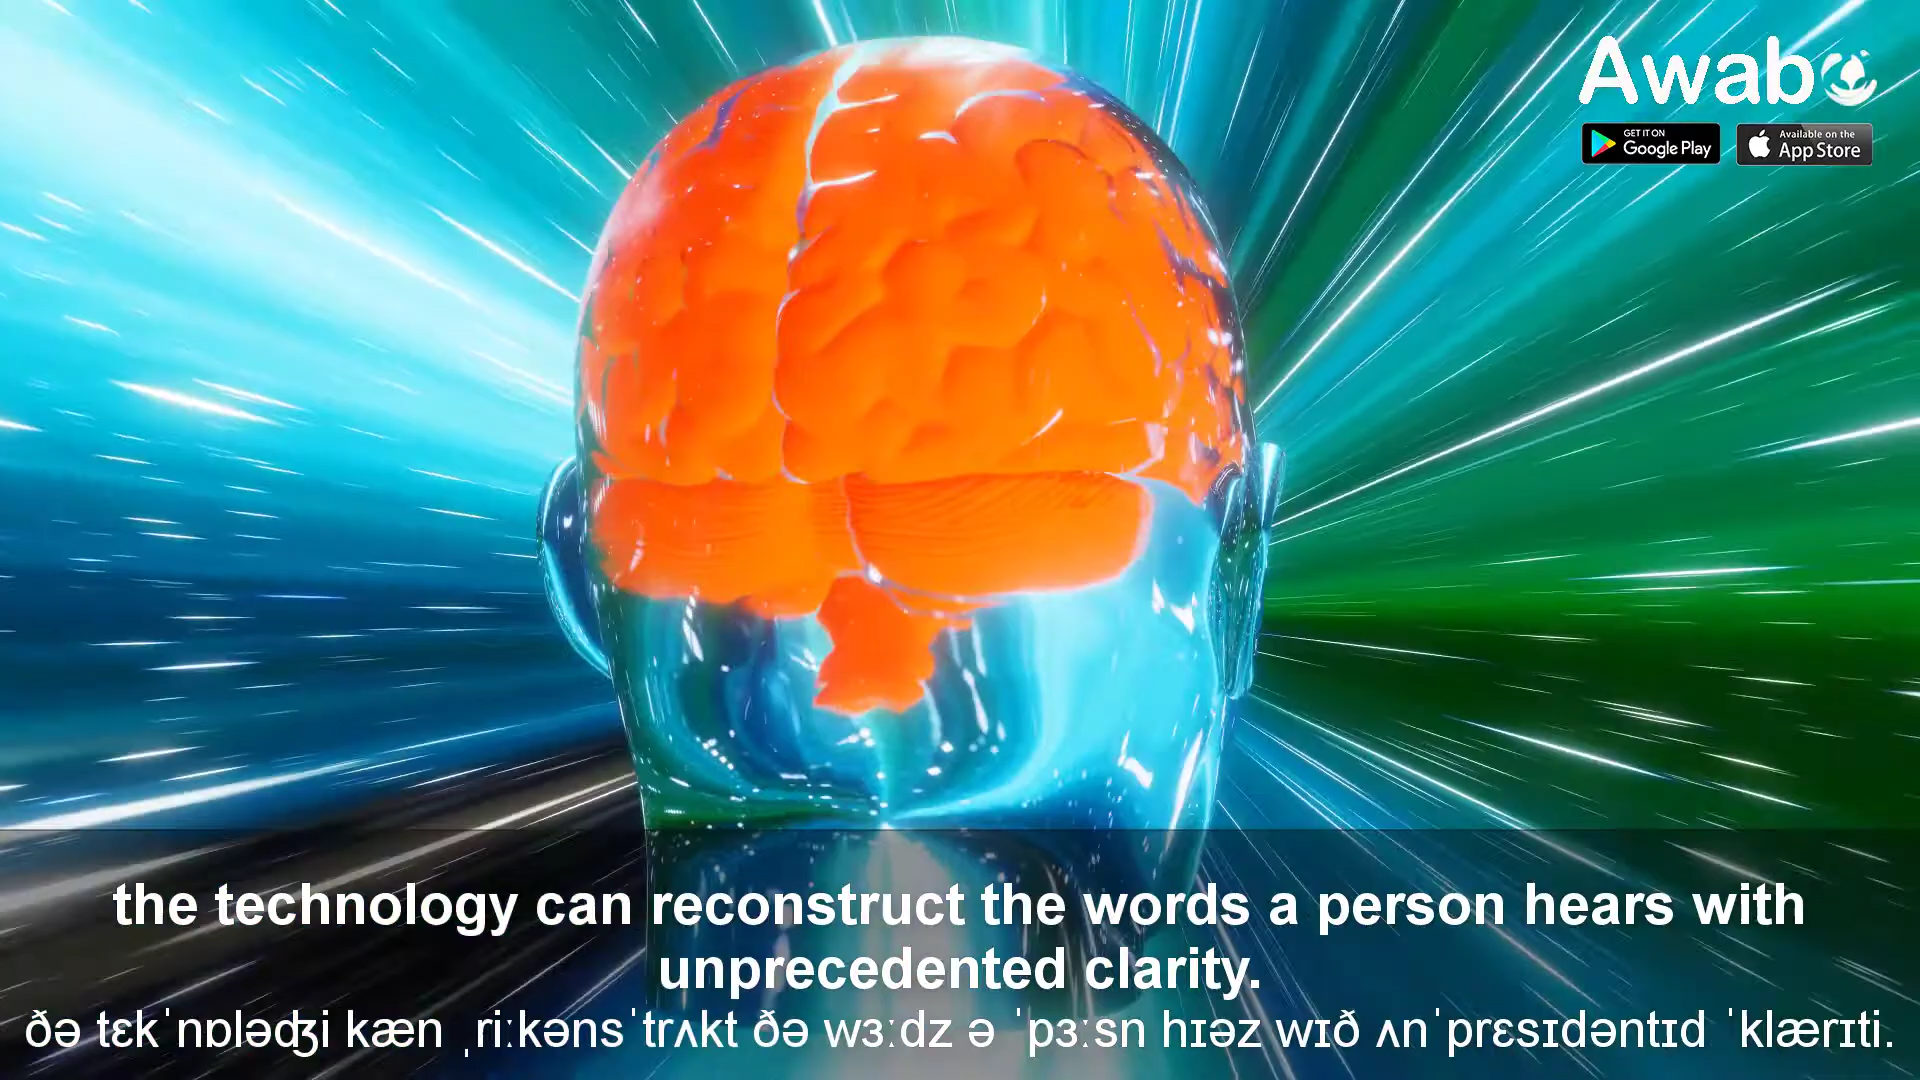 Awab
GET IT ON
Google Play
Available on the
App Store
the technology can reconstruct the words a person hears with
unprecedented clarity.
ðə tɛkˈnɒləʤi kæn ˌriːkənsˈtrʌkt ðə wɜːdz ə ˈpɜːsn hɪəz wɪð ʌnˈprɛsɪdəntɪd ˈklærɪti.